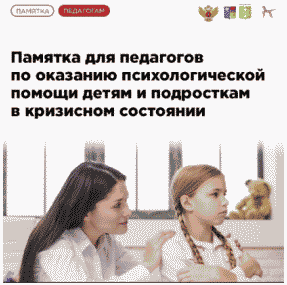 ПАМЯТКА ПЕДАГОГАМ
Памятка для педагогов
по оказанию психологической
помощи детям и подросткам
в кризисном состоянии